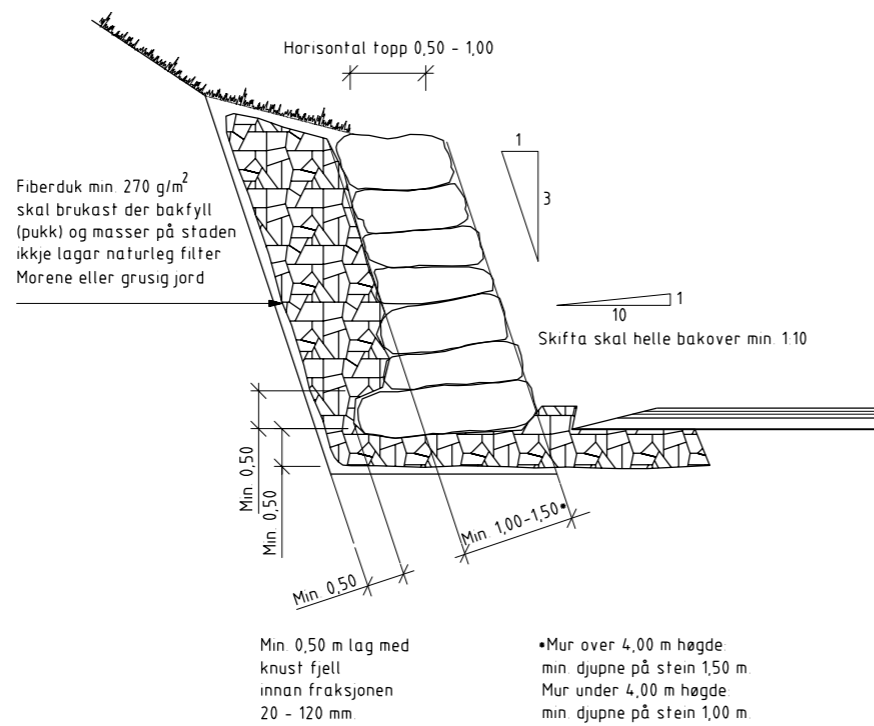 Horisontal topp 0,50 - 1,00
1
3
Fiberduk min. 270 g/m²
skal brukast der bakfyll
(pukk) og masser på staden
ikkje lagar naturleg filter
Morene eller grusig jord
1
10
Skifta skal helle bakover min. 1:10
Min. 0,50
Min. 0,50
Min. 0,50
Min. 1,00-1,50•
Min. 0,50 m lag med
knust fjell
innan fraksjonen
20 - 120 mm.
•Mur over 4,00 m høgde:
min. djupne på stein 1,50 m.
Mur under 4,00 m høgde:
min. djupne på stein 1,00 m.